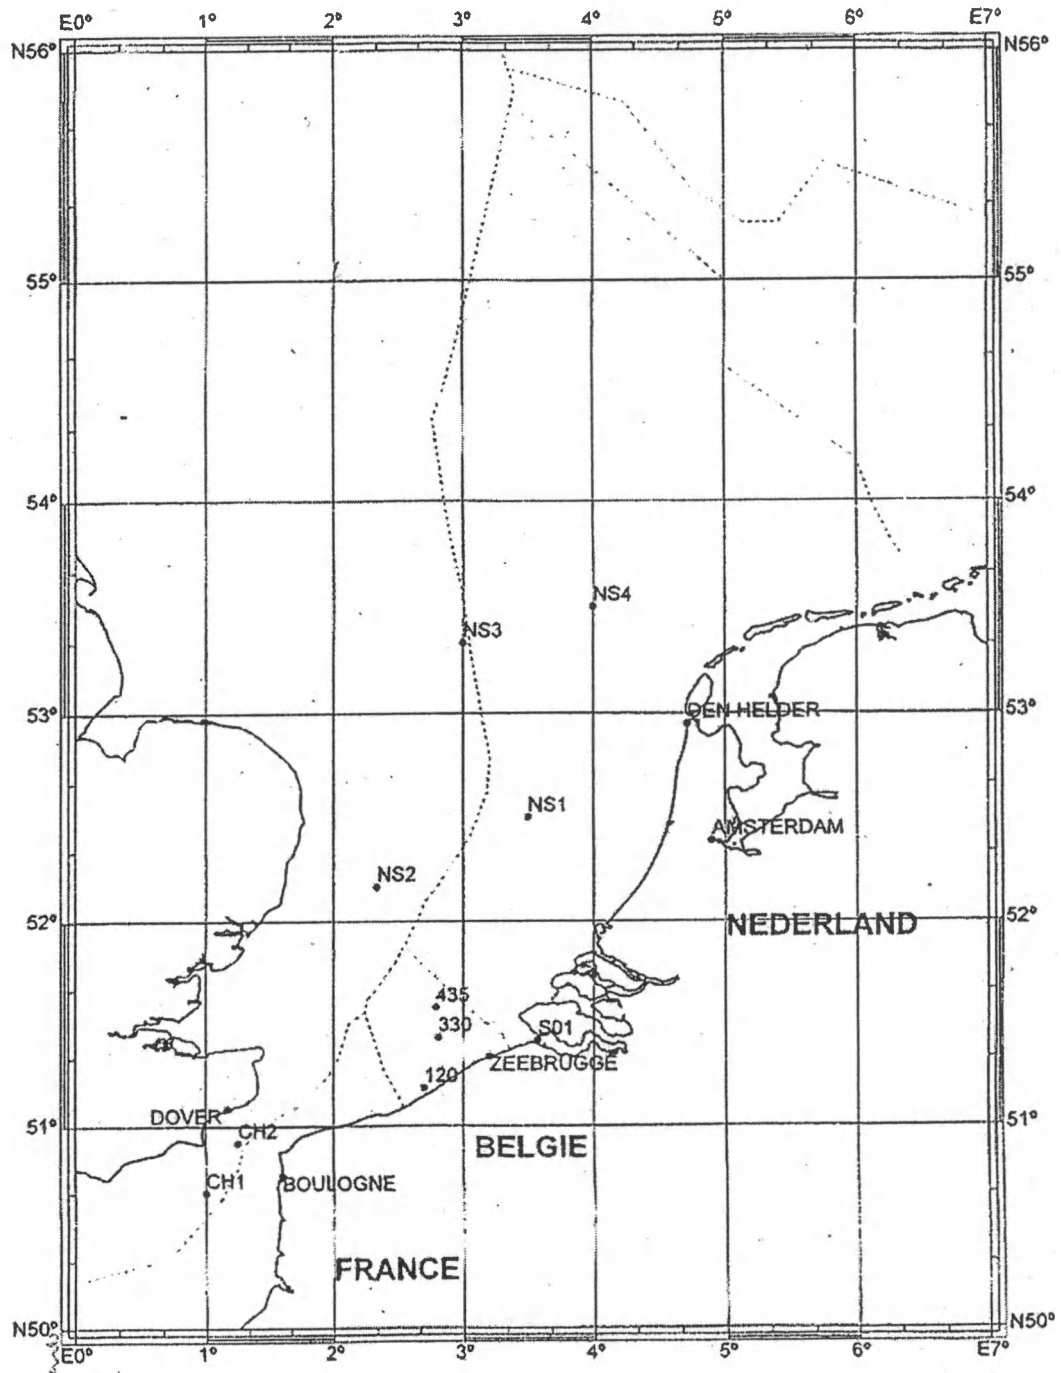 E0° 1° 2° 3° 4° 5° 6° E7°
N56° N56°
55° 55°
54° 54°
NS4
NS3
53° DEN HELDER 53°
NS1
AMSTERDAM
NS2
52° NEDERLAND 52°
435
330 S01
ZEEBRUGGE
120
DOVER
51° CH2 51°
BELGIE
CH1 BOULOGNE
FRANCE
N50° N50°
E0° 1° 2° 3° 4° 5° 6° E7°